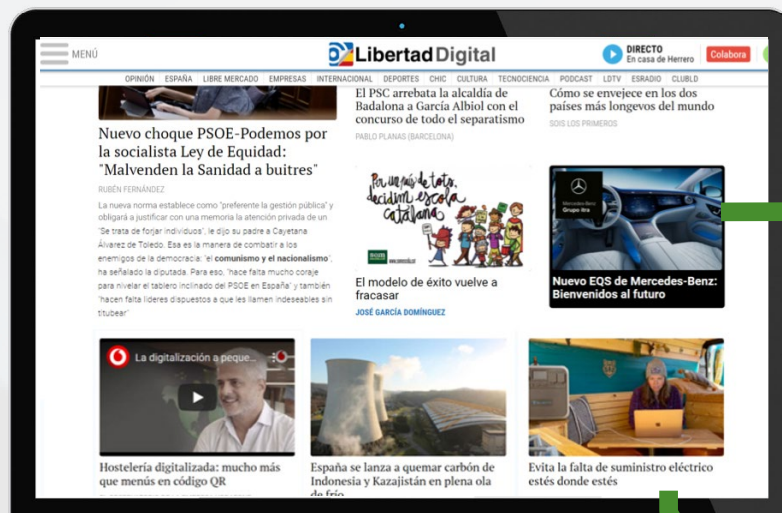 MENÚ
Libertad Digital
DIRECTO
En casa de Herrero
Colabora
OPINIÓN ESPAÑA LIBRE MERCADO EMPRESAS INTERNACIONAL DEPORTES CHIC CULTURA TECNOCIENCIA PODCAST LDTV ESRADIO CLUBLD
Nuevo choque PSOE-Podemos por
la socialista Ley de Equidad:
"Malvenden la Sanidad a buitres"
RUBÉN FERNÁNDEZ
La nueva norma establece como "preferente la gestión pública" y
obligará a justificar con una memoria la atención privada de un
"Se trata de forjar individuos", le dijo su padre a Cayetana
Álvarez de Toledo. Esa es la manera de combatir a los
enemigos de la democracia: "el comunismo y el nacionalismo",
ha señalado la diputada. Para eso, "hace falta mucho coraje
para nivelar el tablero inclinado del PSOE en España" y también
"hacen falta líderes dispuestos a que les llamen indeseables sin
titubear"
El PSC arrebata la alcaldía de
Badalona a García Albiol con el
concurso de todo el separatismo
PABLO PLANAS (BARCELONA)
Cómo se envejece en los dos
países más longevos del mundo
SOIS LOS PRIMEROS
Per un país de tots,
decidim escola
catalana
El modelo de éxito vuelve a
fracasar
JOSÉ GARCÍA DOMÍNGUEZ
Mercedes-Benz
Grupo Itra
Nuevo EQS de Mercedes-Benz:
Bienvenidos al futuro
La digitalización a peque...
Hostelería digitalizada: mucho más
que menús en código QR
España se lanza a quemar carbón de
Indonesia y Kazajistán en plena ola
de frío
Evita la falta de suministro eléctrico
estés donde estés